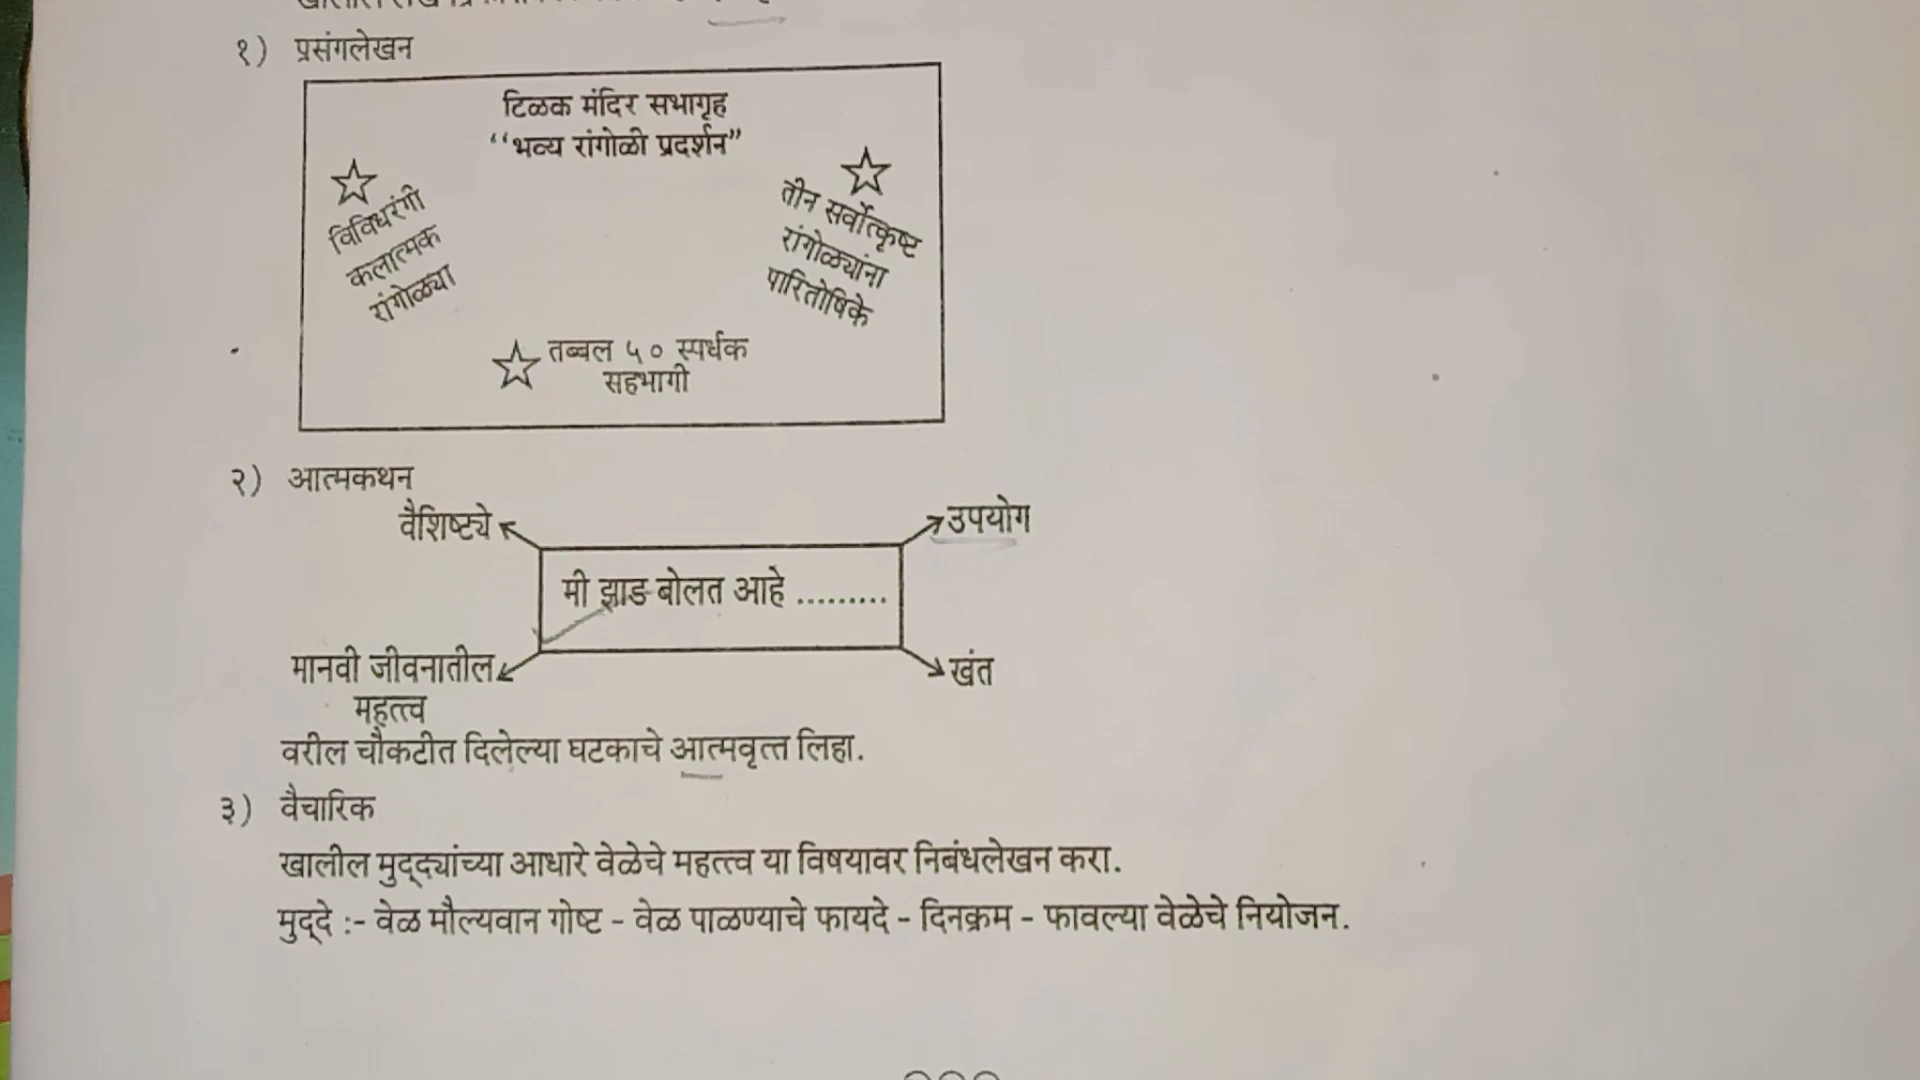 १) प्रसंगलेखन
टिळक मंदिर सभागृह
“भव्य रांगोळी प्रदर्शन”
विविधरंगी
कलात्मक
रांगोळ्या
तीन सर्वोत्कृष्ट
रांगोळ्यांना
पारितोषिके
तब्बल ५० स्पर्धक
सहभागी
२) आत्मकथन
वैशिष्ट्ये
उपयोग
मी झाड बोलत आहे .........
मानवी जीवनातील
महत्त्व
खंत
वरील चौकटीत दिलेल्या घटकाचे आत्मवृत्त लिहा.
३) वैचारिक
खालील मुद्द्यांच्या आधारे वेळेचे महत्त्व या विषयावर निबंधलेखन करा.
मुद्दे :- वेळ मौल्यवान गोष्ट - वेळ पाळण्याचे फायदे - दिनक्रम - फावल्या वेळेचे नियोजन.